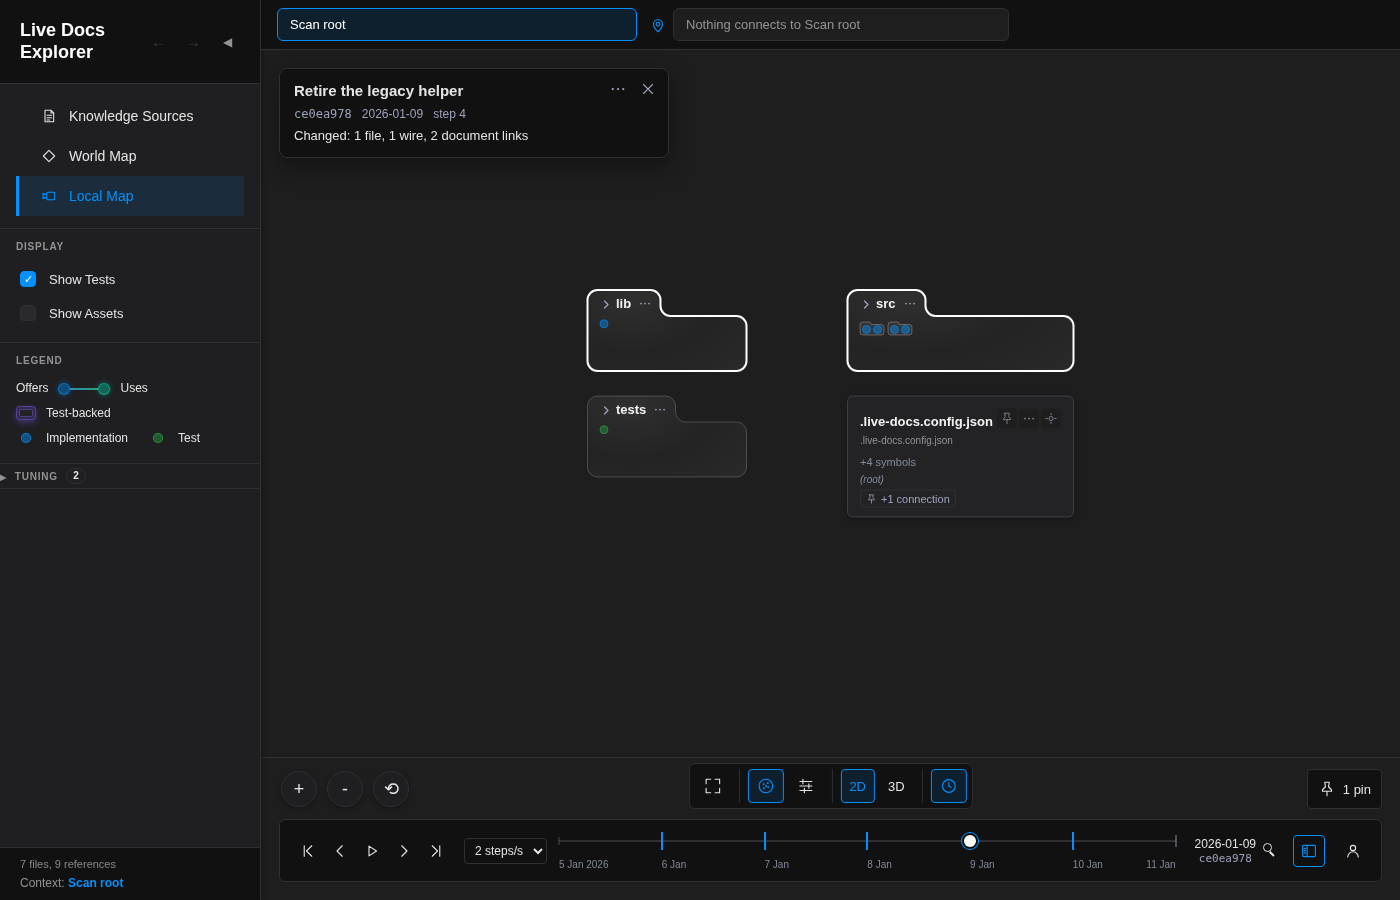 Live Docs
Explorer
Knowledge Sources
World Map
Local Map
DISPLAY
Show Tests
Show Assets
LEGEND
Offers Uses
Test-backed
Implementation Test
TUNING 2
7 files, 9 references
Context: Scan root
Scan root
Nothing connects to Scan root
Retire the legacy helper
ce0ea978 2026-01-09 step 4
Changed: 1 file, 1 wire, 2 document links
lib
src
tests
.live-docs.config.json
.live-docs.config.json
+4 symbols
(root)
+1 connection
+ -
2D 3D
1 pin
2 steps/s
5 Jan 2026 6 Jan 7 Jan 8 Jan 9 Jan 10 Jan 11 Jan
2026-01-09
ce0ea978